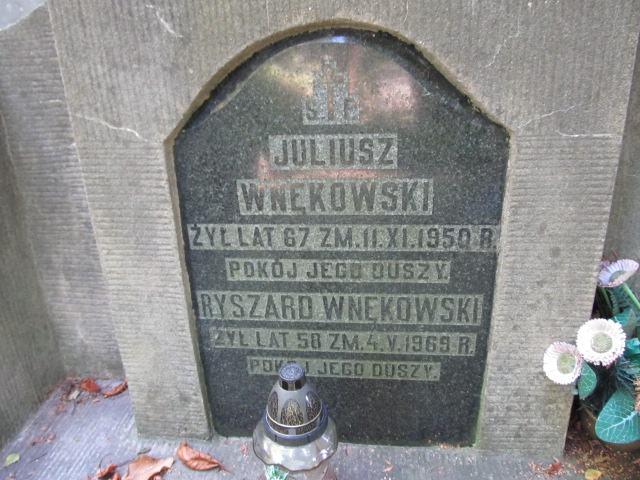 Ś P
JULIUSZ
WNĘKOWSKI
ŻYŁ LAT 67 ZM. 11.XI.1950 R.
POKÓJ JEGO DUSZY.
RYSZARD WNĘKOWSKI
ŻYŁ LAT 58 ZM. 4.V.1969 R.
POKÓJ JEGO DUSZY.